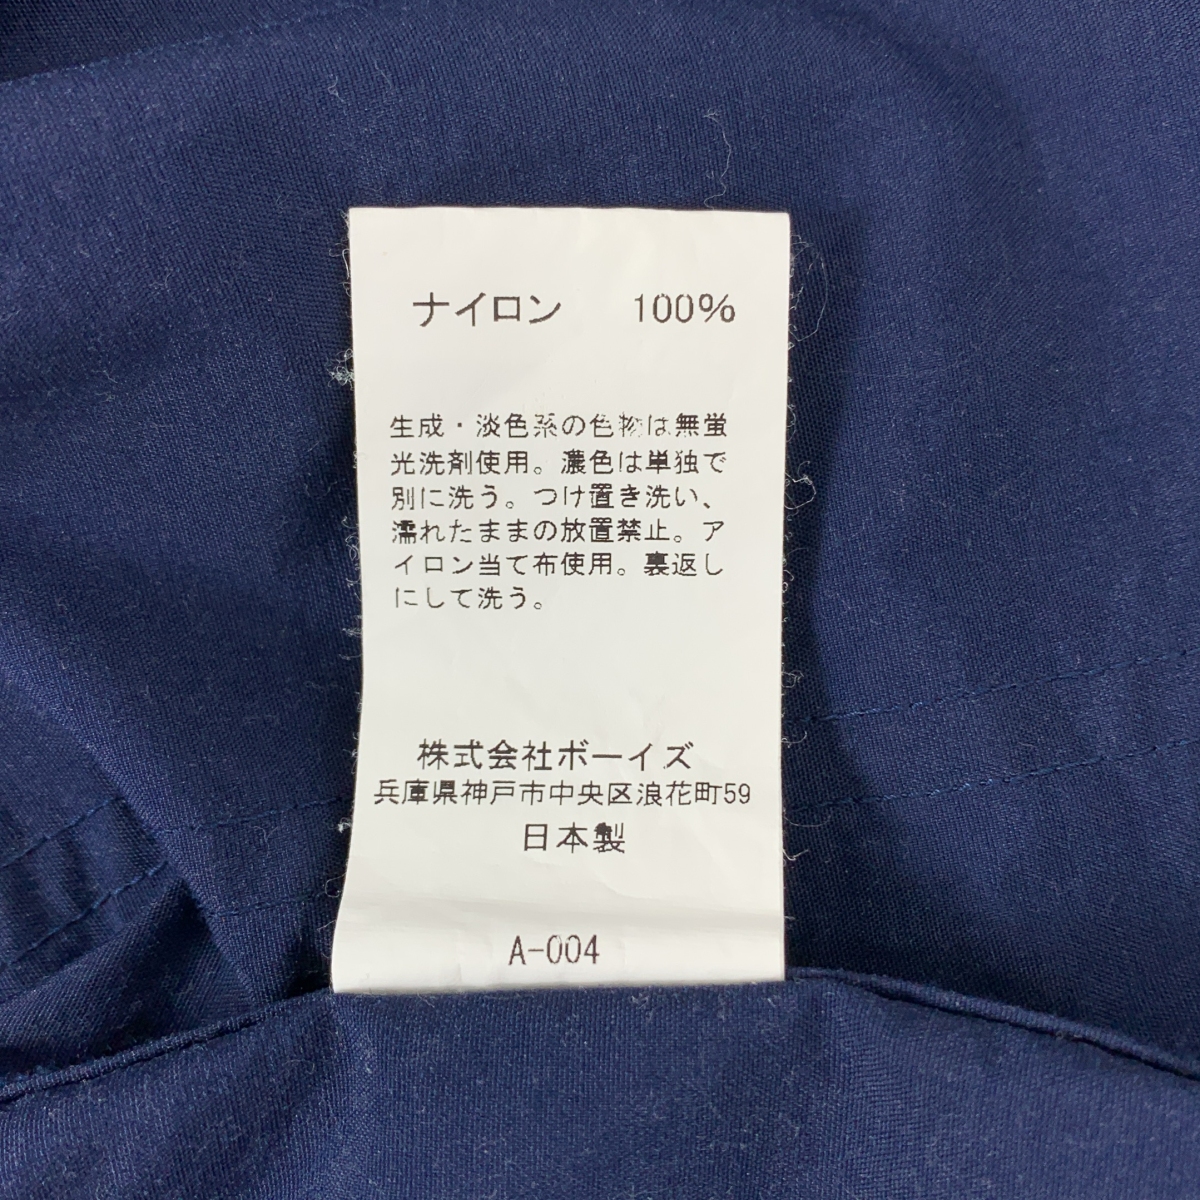 ナイロン　100%
生成・淡色系の色物は無蛍
光洗剤使用。濃色は単独で
別に洗う。つけ置き洗い、
濡れたままの放置禁止。ア
イロン当て布使用。裏返し
にして洗う。
株式会社ボーイズ
兵庫県神戸市中央区浪花町59
日本製
A-004